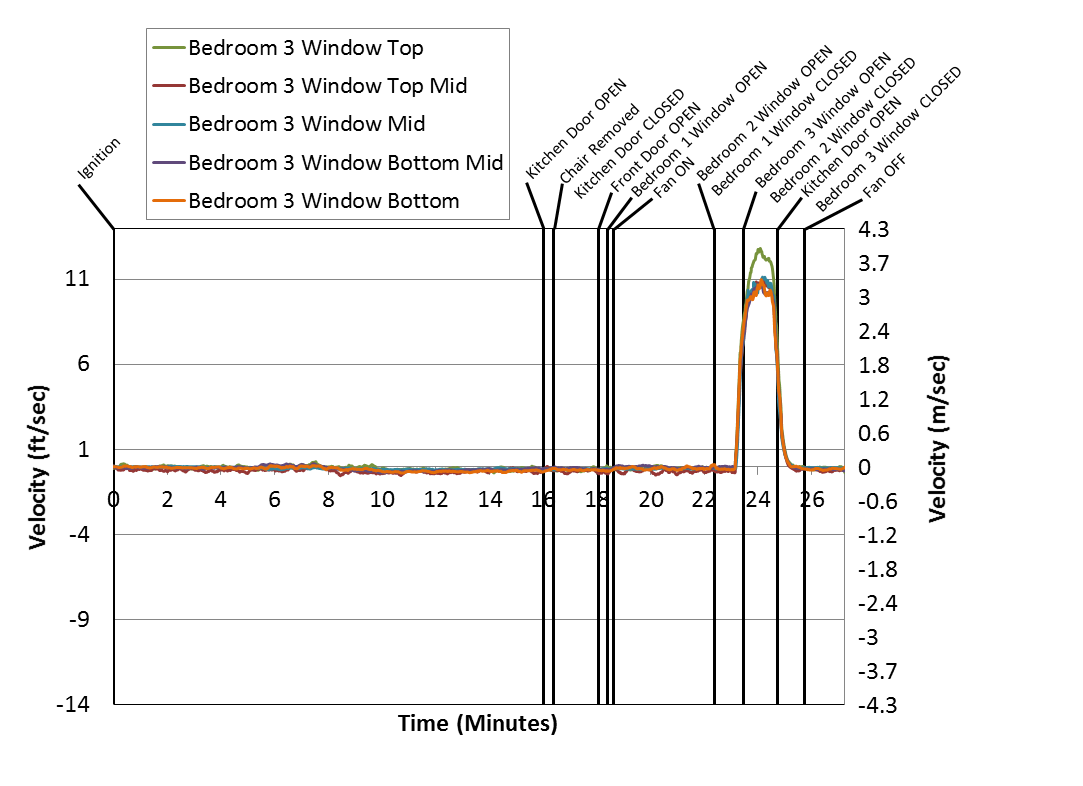 Bedroom 3 Window Top
Bedroom 3 Window Top Mid
Bedroom 3 Window Mid
Bedroom 3 Window Bottom Mid
Bedroom 3 Window Bottom
Ignition
Kitchen Door OPEN
Chair Removed
Kitchen Door CLOSED
Front Door OPEN
Bedroom 1 Window OPEN
Fan ON
Bedroom 2 Window OPEN
Bedroom 1 Window CLOSED
Bedroom 3 Window OPEN
Bedroom 2 Window CLOSED
Kitchen Door OPEN
Bedroom 3 Window CLOSED
Fan OFF
Velocity (ft/sec)
11
6
1
-4
-9
-14
0 2 4 6 8 10 12 14 16 18 20 22 24 26
Time (Minutes)
4.3
3.7
3
2.4
1.8
1.2
0.6
0
-0.6
-1.2
-1.8
-2.4
-3
-3.7
-4.3
Velocity (m/sec)